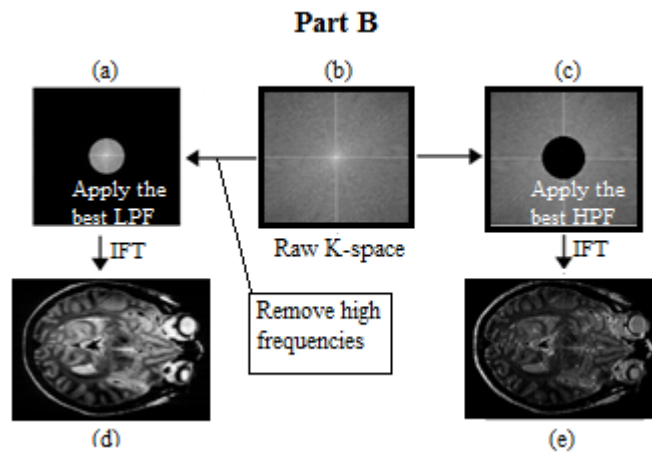 Part B
(a)
(b)
(c)
Apply the
best LPF
Apply the
best HPF
IFT
Raw K-space
IFT
Remove high
frequencies
(d)
(e)